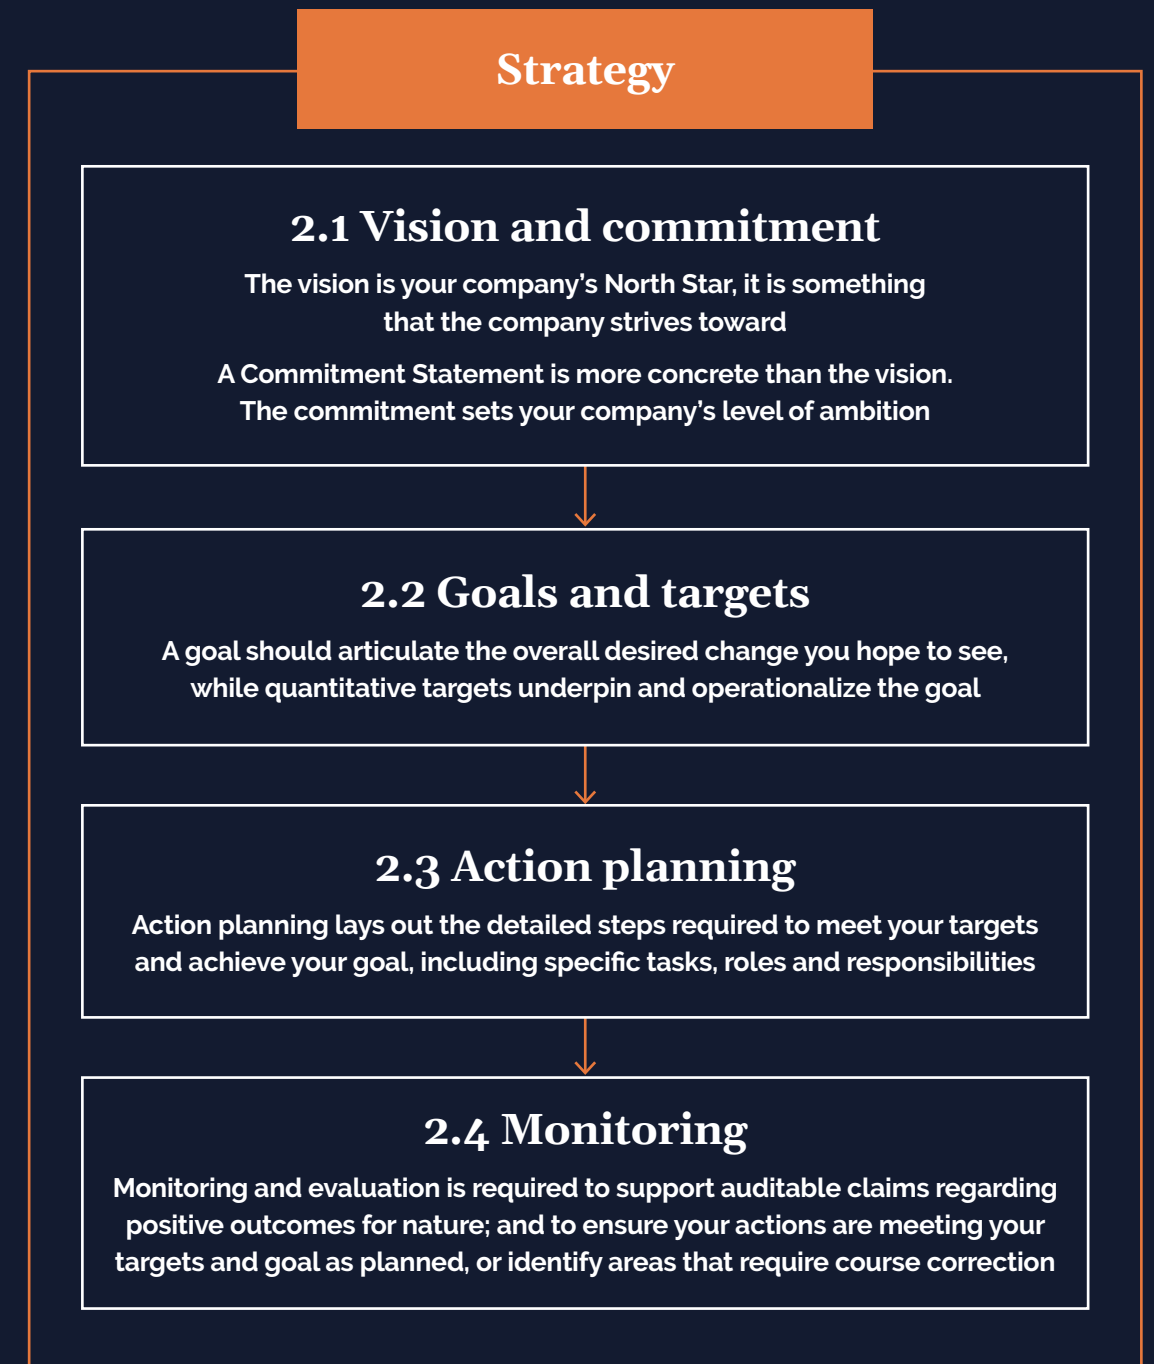 Strategy
2.1 Vision and commitment
The vision is your company’s North Star, it is something
that the company strives toward
A Commitment Statement is more concrete than the vision.
The commitment sets your company’s level of ambition
2.2 Goals and targets
A goal should articulate the overall desired change you hope to see,
while quantitative targets underpin and operationalize the goal
2.3 Action planning
Action planning lays out the detailed steps required to meet your targets
and achieve your goal, including specific tasks, roles and responsibilities
2.4 Monitoring
Monitoring and evaluation is required to support auditable claims regarding
positive outcomes for nature; and to ensure your actions are meeting your
targets and goal as planned, or identify areas that require course correction